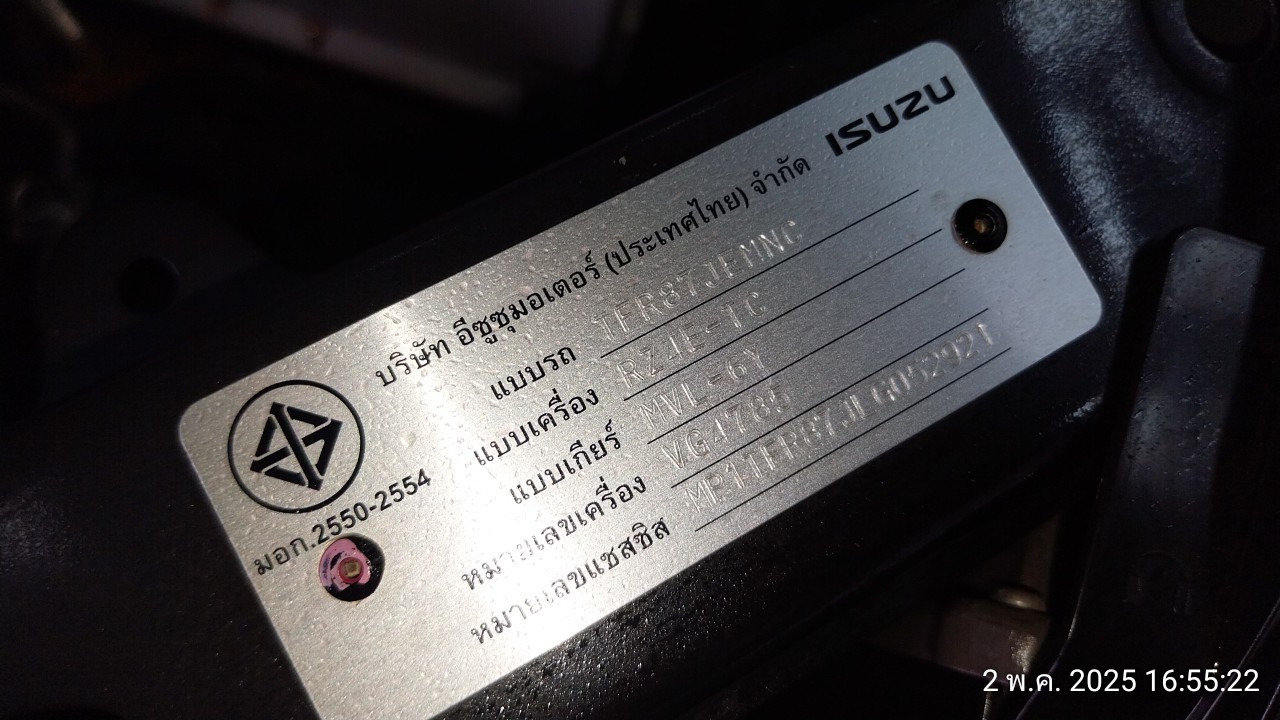 ISUZU
บริษัท อีซูซุมอเตอร์ (ประเทศไทย) จำกัด
แบบรถ TFR87JEMNC
แบบเครื่อง RZ4E-TC
แบบเกียร์ MVL-6Y
หมายเลขเครื่อง VG4785
หมายเลขแชสซิส
มอก.2550-2554
2 พ.ค. 2025 16:55:22